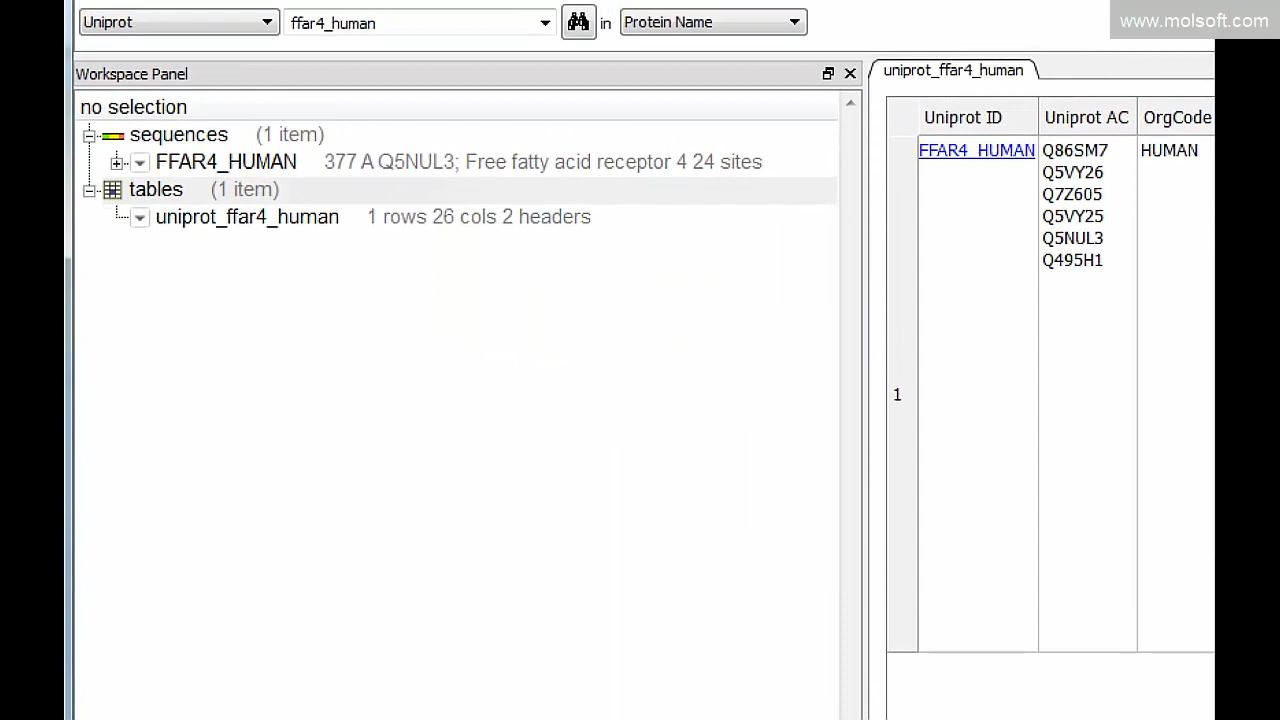 Uniprot ffar4_human in Protein Name www.molsoft.com
Workspace Panel
no selection
sequences (1 item)
FFAR4_HUMAN 377 A Q5NUL3; Free fatty acid receptor 4 24 sites
tables (1 item)
uniprot_ffar4_human 1 rows 26 cols 2 headers
uniprot_ffar4_human
Uniprot ID Uniprot AC OrgCode
FFAR4_HUMAN Q86SM7 HUMAN
Q5VY26
Q7Z605
Q5VY25
Q5NUL3
Q495H1
1